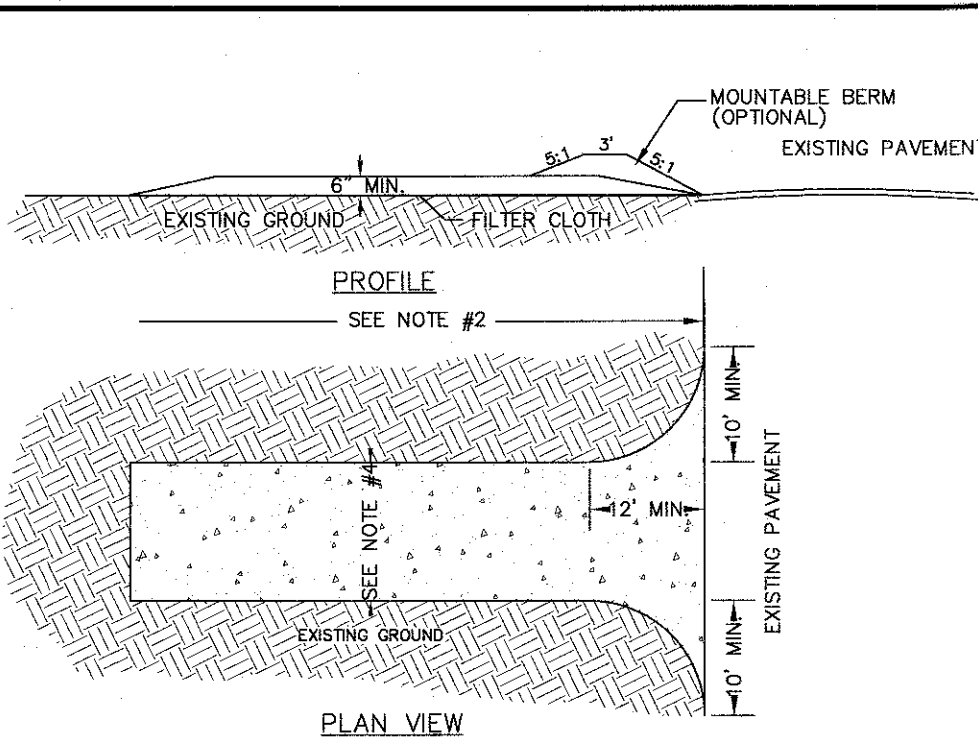 MOUNTABLE BERM
(OPTIONAL)
5:1
3'
5:1
EXISTING PAVEMENT
6" MIN.
EXISTING GROUND
FILTER CLOTH
PROFILE
SEE NOTE #2
10' MIN.
SEE NOTE #4
12' MIN.
EXISTING PAVEMENT
EXISTING GROUND
10' MIN.
PLAN VIEW